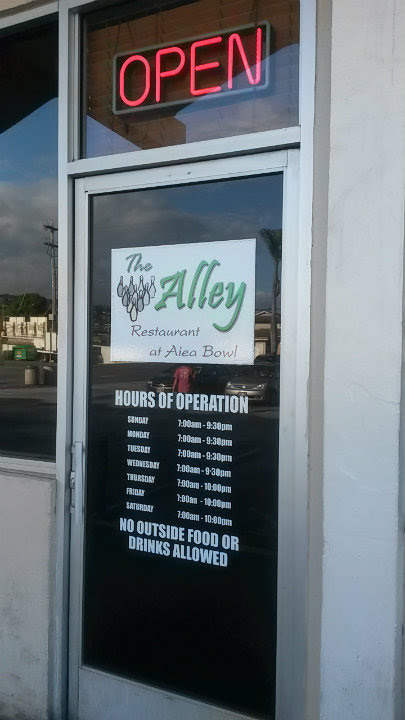 OPEN
The
Alley
Restaurant
at Aiea Bowl
HOURS OF OPERATION
SUNDAY 7:00am - 9:30pm
MONDAY 7:00am - 9:30pm
TUESDAY 7:00am - 9:30pm
WEDNESDAY 7:00am - 9:30pm
THURSDAY 7:00am - 10:00pm
FRIDAY 7:00a - 10:00pm
SATURDAY 7:00am - 10:00pm
NO OUTSIDE FOOD OR
DRINKS ALLOWED